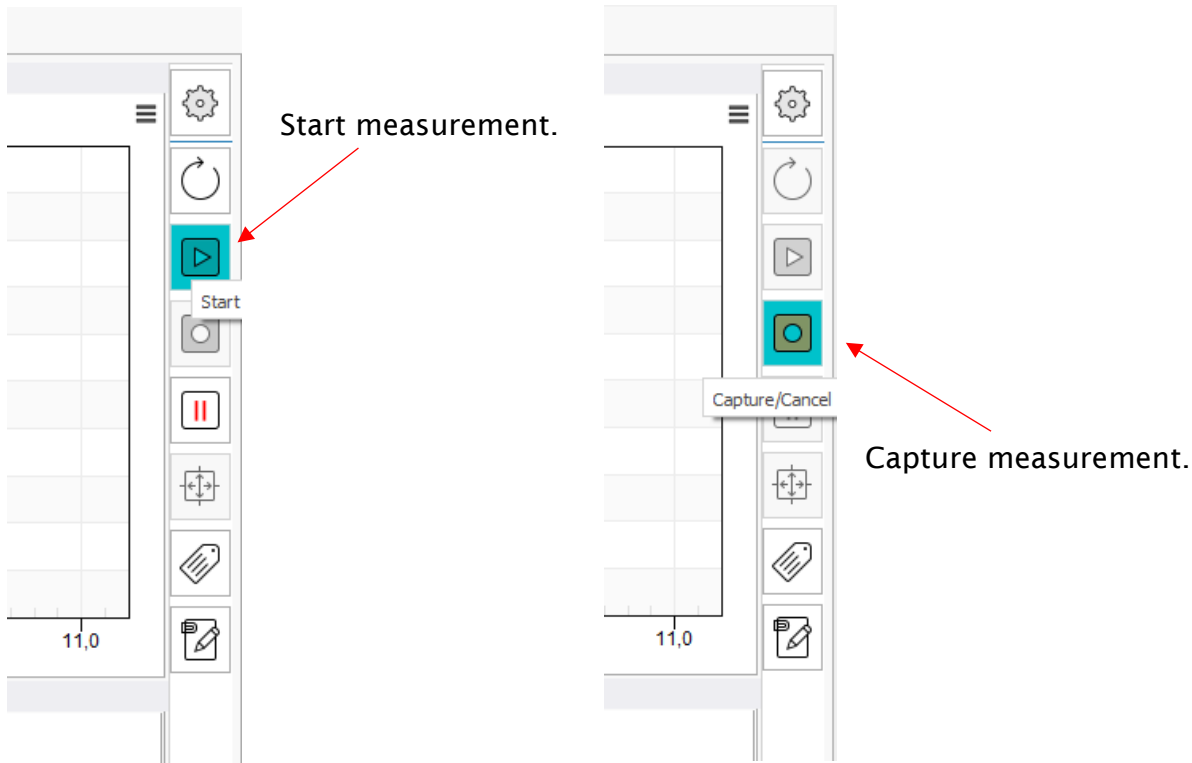 Start measurement.
Start
11,0
Capture/Cancel
Capture measurement.
11,0